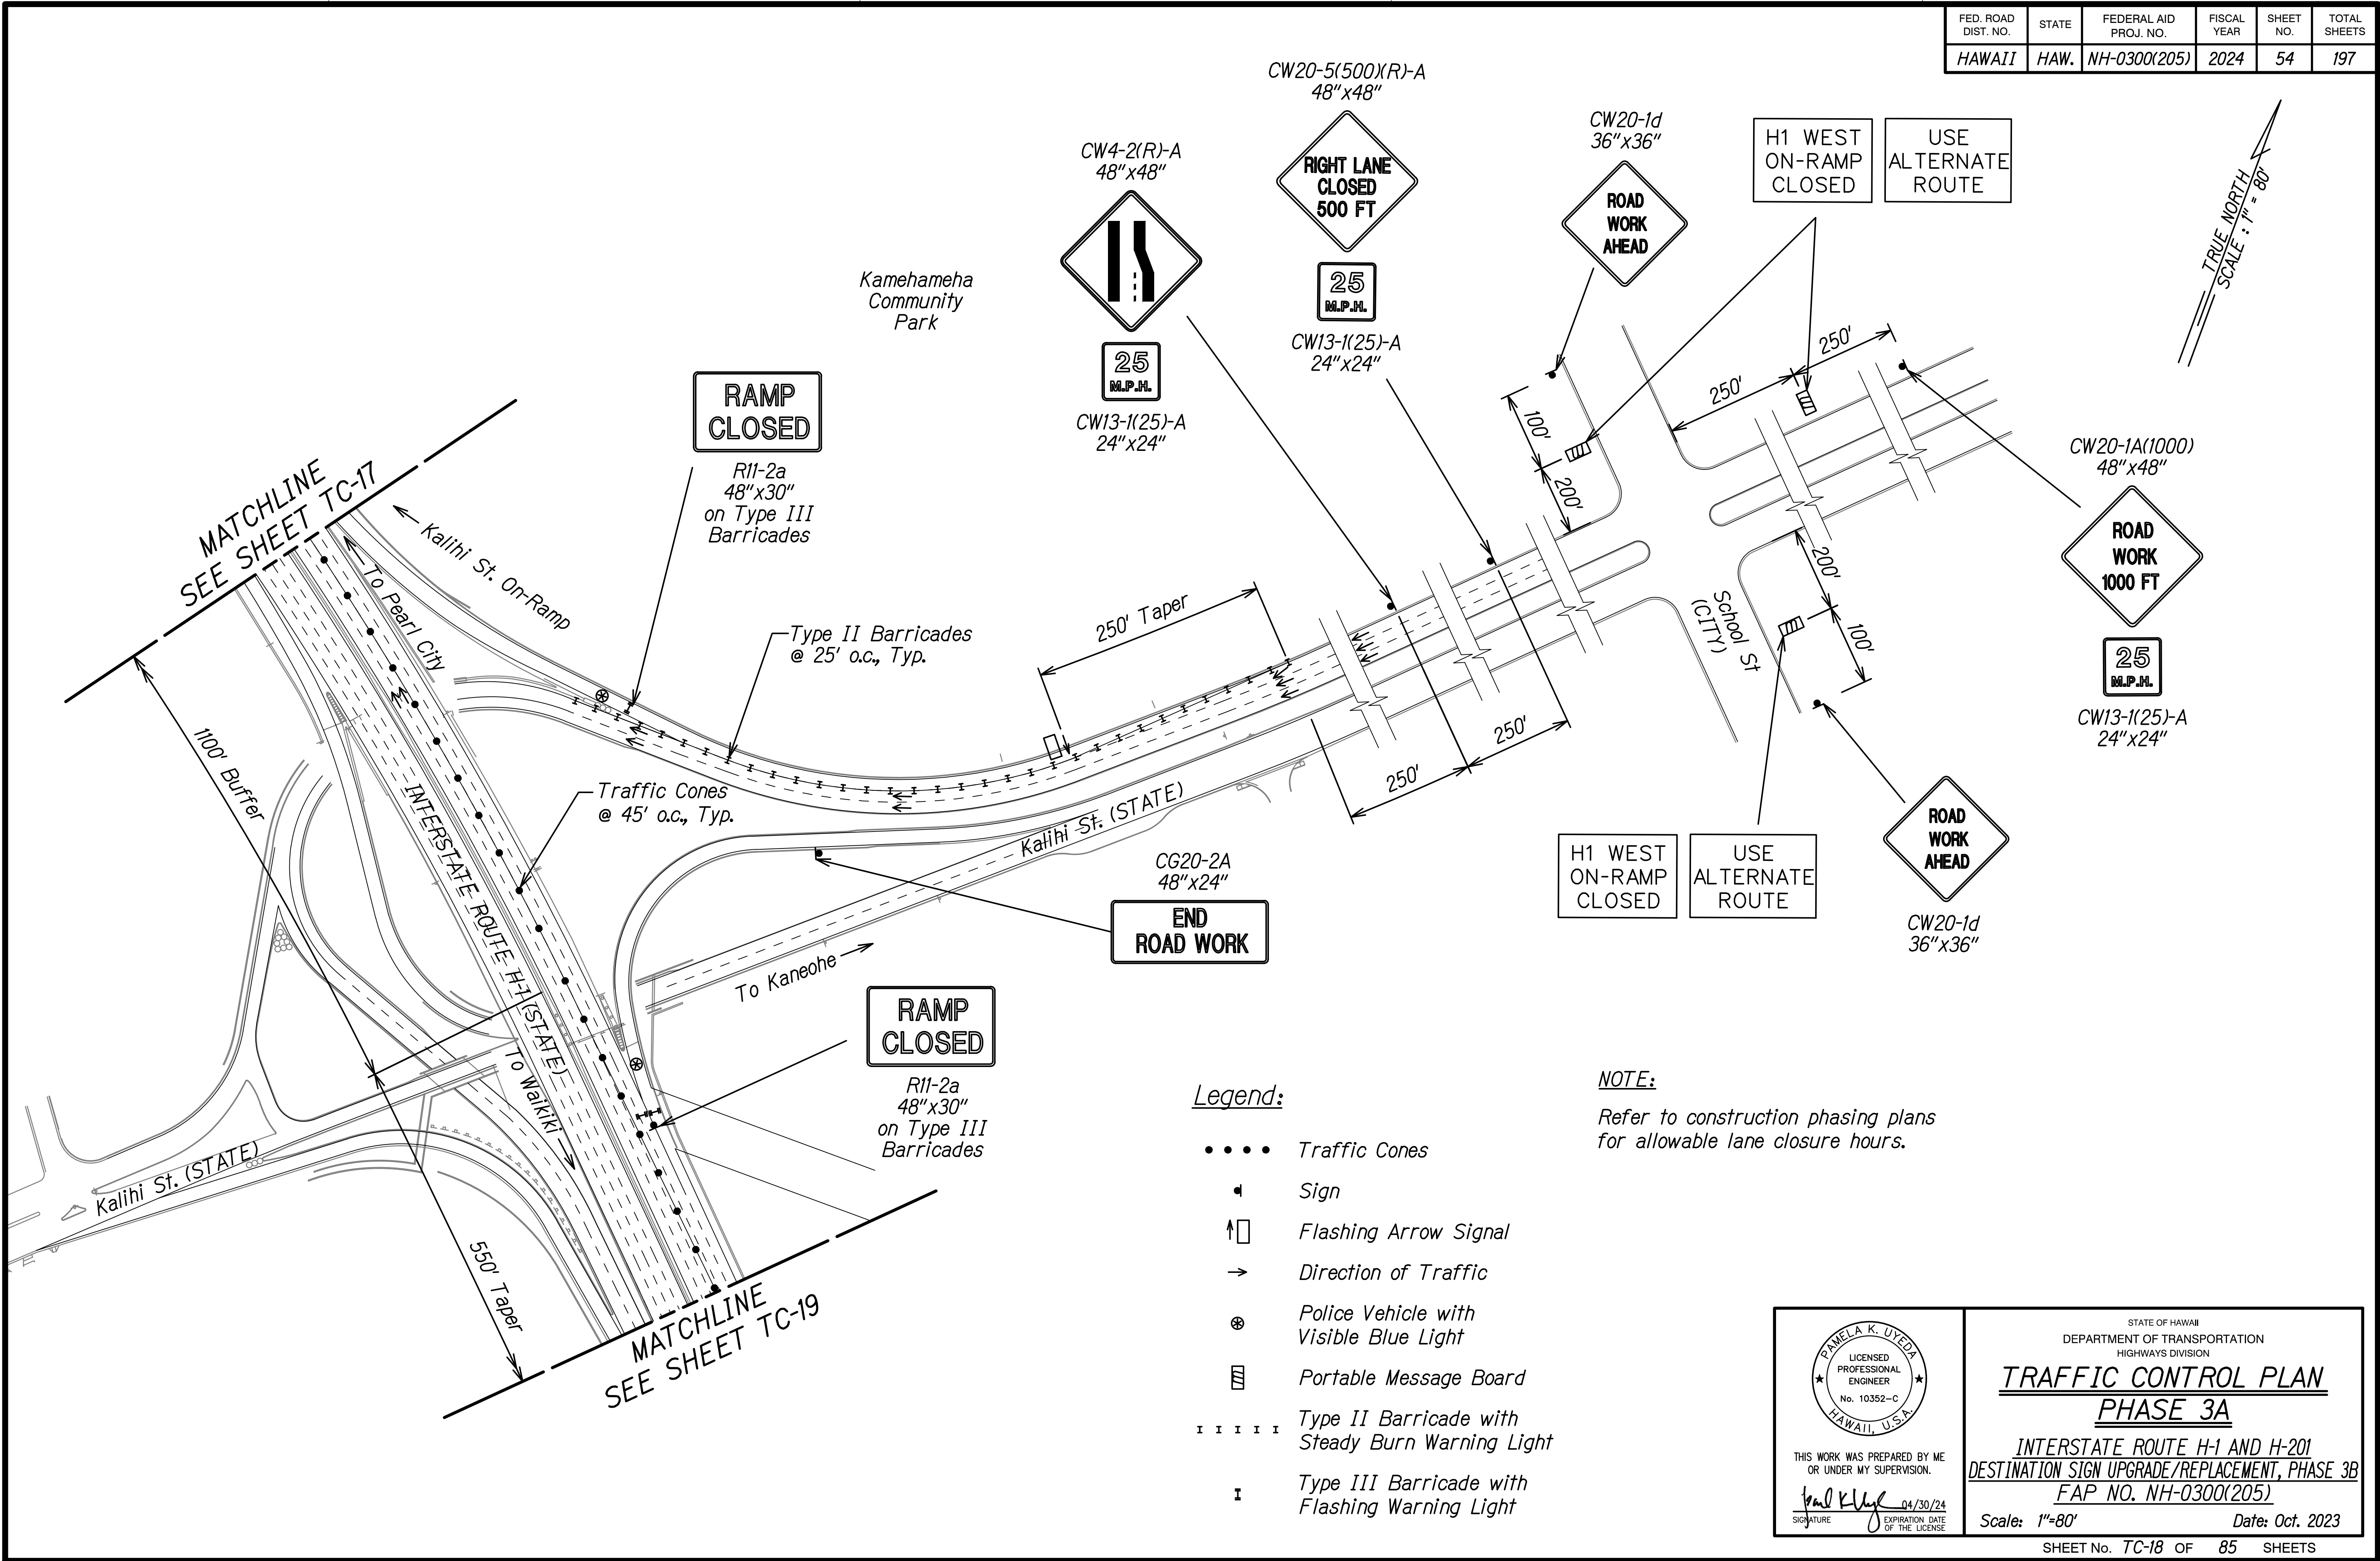 FED. ROAD
DIST. NO.
STATE
FEDERAL AID
PROJ. NO.
FISCAL
YEAR
SHEET
NO.
TOTAL
SHEETS
HAWAII
HAW.
NH-0300(205)
2024
54
197
CW20-5(500)(R)-A
48"x48"
RIGHT LANE
CLOSED
500 FT
25
M.P.H.
CW13-1(25)-A
24"x24"
CW4-2(R)-A
48"x48"
25
M.P.H.
CW13-1(25)-A
24"x24"
CW20-1d
36"x36"
ROAD
WORK
AHEAD
H1 WEST
ON-RAMP
CLOSED
USE
ALTERNATE
ROUTE
TRUE NORTH
SCALE : 1" = 80'
Kamehameha
Community
Park
RAMP
CLOSED
R11-2a
48"x30"
on Type III
Barricades
MATCHLINE
SEE SHEET TC-17
Kalihi St. On-Ramp
To Pearl City
Type II Barricades
@ 25' o.c., Typ.
250' Taper
100'
200'
250'
250'
CW20-1A(1000)
48"x48"
ROAD
WORK
1000 FT
25
M.P.H.
CW13-1(25)-A
24"x24"
School St
(CITY)
200'
100'
250'
250'
1100' Buffer
Traffic Cones
@ 45' o.c., Typ.
INTERSTATE ROUTE H-1 (STATE)
Kalihi St. (STATE)
To Kaneohe
CG20-2A
48"x24"
END
ROAD WORK
H1 WEST
ON-RAMP
CLOSED
USE
ALTERNATE
ROUTE
ROAD
WORK
AHEAD
CW20-1d
36"x36"
RAMP
CLOSED
R11-2a
48"x30"
on Type III
Barricades
To Waikiki
Kalihi St. (STATE)
550' Taper
MATCHLINE
SEE SHEET TC-19
Legend:
Traffic Cones
Sign
Flashing Arrow Signal
Direction of Traffic
Police Vehicle with
Visible Blue Light
Portable Message Board
Type II Barricade with
Steady Burn Warning Light
Type III Barricade with
Flashing Warning Light
NOTE:
Refer to construction phasing plans
for allowable lane closure hours.
PAMELA K. UYEDA
LICENSED
PROFESSIONAL
ENGINEER
No. 10352-C
HAWAII, U.S.A.
THIS WORK WAS PREPARED BY ME
OR UNDER MY SUPERVISION.
04/30/24
SIGNATURE
EXPIRATION DATE
OF THE LICENSE
STATE OF HAWAII
DEPARTMENT OF TRANSPORTATION
HIGHWAYS DIVISION
TRAFFIC CONTROL PLAN
PHASE 3A
INTERSTATE ROUTE H-1 AND H-201
DESTINATION SIGN UPGRADE/REPLACEMENT, PHASE 3B
FAP NO. NH-0300(205)
Scale: 1"=80'
Date: Oct. 2023
SHEET No. TC-18 OF 85 SHEETS